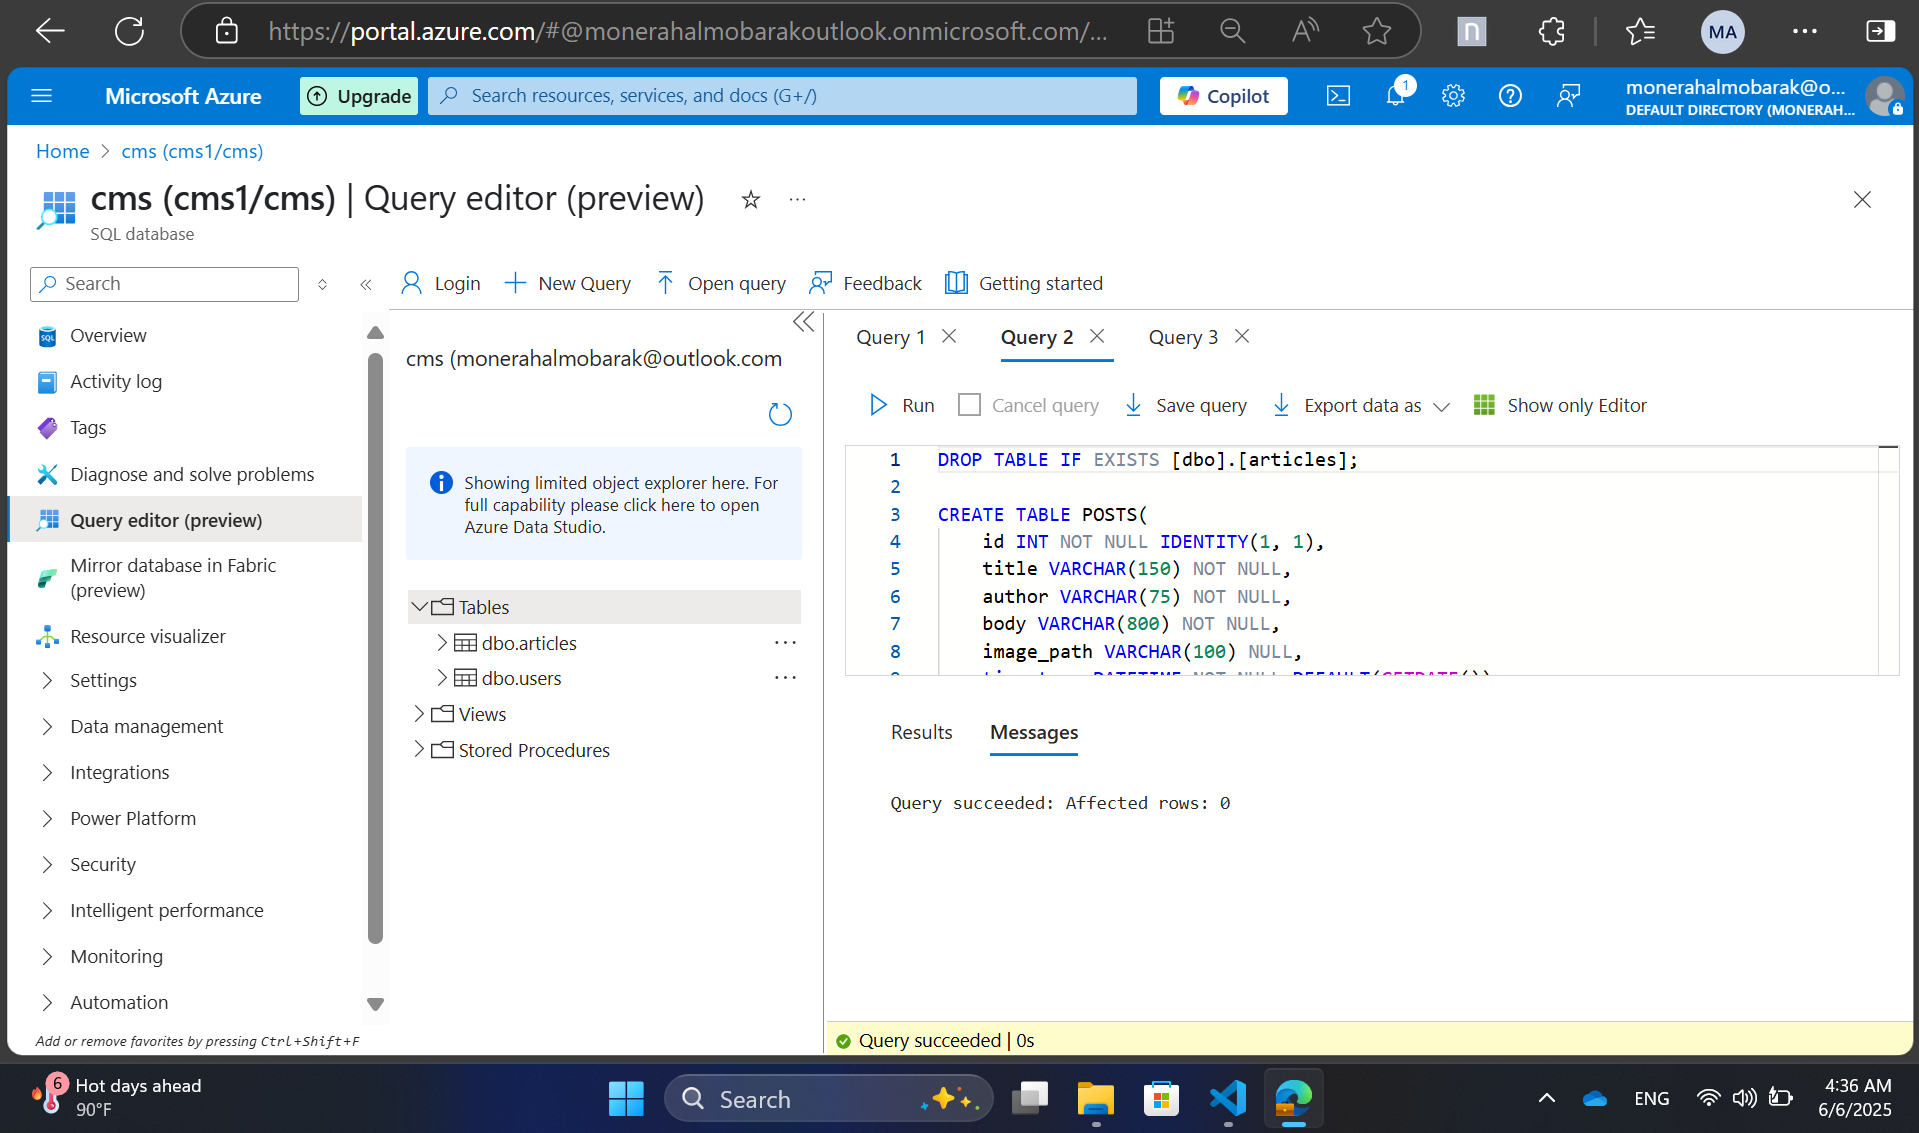 https://portal.azure.com/#@monerahalmobarakoutlook.onmicrosoft.com/...
A
n
MA
Microsoft Azure
Upgrade
Search resources, services, and docs (G+/)
Copilot
1
monerahalmobarak@o...
DEFAULT DIRECTORY (MONERAH...
Home > cms (cms1/cms)
cms (cms1/cms) | Query editor (preview)
SQL database
Search
Login
New Query
Open query
Feedback
Getting started
SQL
Overview
Activity log
Tags
Diagnose and solve problems
Query editor (preview)
Mirror database in Fabric
(preview)
Resource visualizer
Settings
Data management
Integrations
Power Platform
Security
Intelligent performance
Monitoring
Automation
Add or remove favorites by pressing Ctrl+Shift+F
cms (monerahalmobarak@outlook.com
Showing limited object explorer here. For
full capability please click here to open
Azure Data Studio.
Tables
dbo.articles
dbo.users
Views
Stored Procedures
Query 1
Query 2
Query 3
Run
Cancel query
Save query
Export data as
Show only Editor
1 DROP TABLE IF EXISTS [dbo].[articles];
2
3 CREATE TABLE POSTS(
4 id INT NOT NULL IDENTITY(1, 1),
5 title VARCHAR(150) NOT NULL,
6 author VARCHAR(75) NOT NULL,
7 body VARCHAR(800) NOT NULL,
8 image_path VARCHAR(100) NULL,
Results
Messages
Query succeeded: Affected rows: 0
Query succeeded | 0s
6
Hot days ahead
90°F
Search
ENG
4:36 AM
6/6/2025